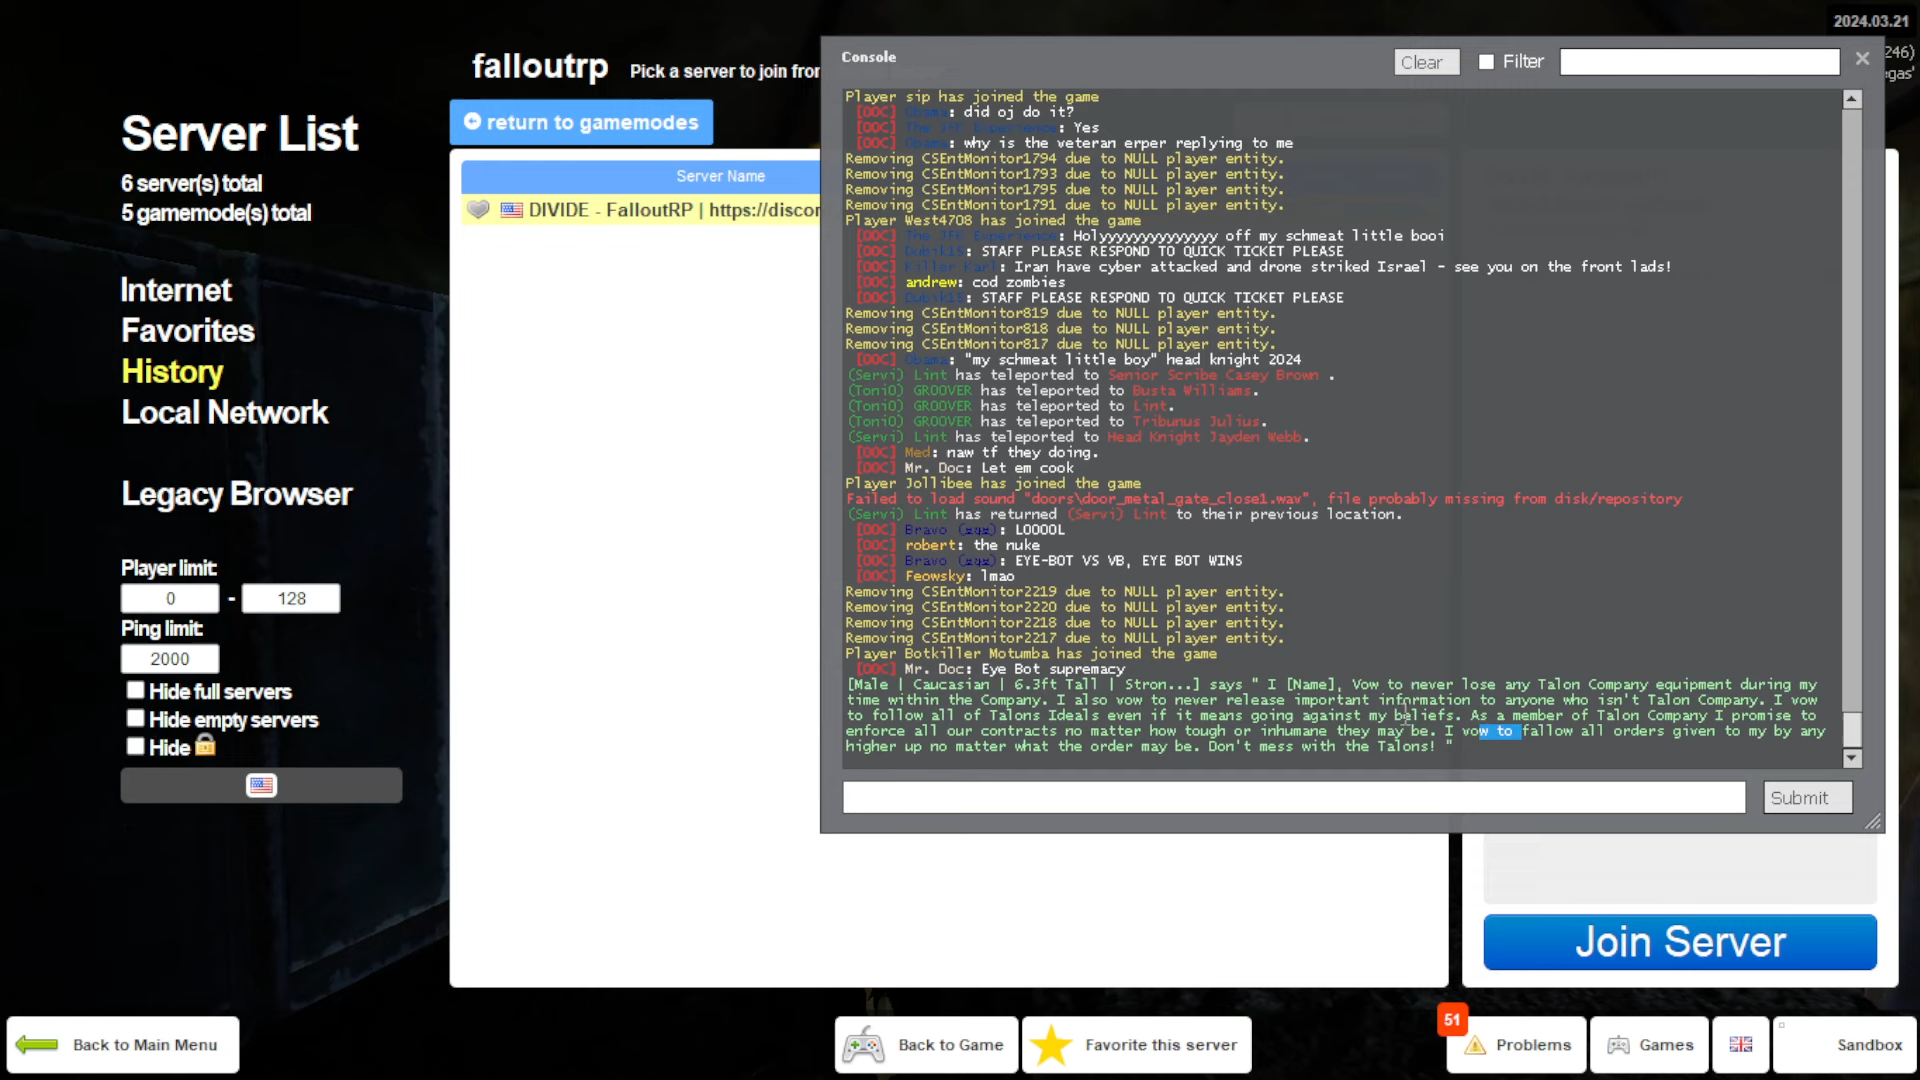 2024.03.21
246)
gas'
falloutrp Pick a server to join from
return to gamemodes
Server List
6 server(s) total
5 gamemode(s) total
Internet
Favorites
History
Local Network
Legacy Browser
Player limit:
0 - 128
Ping limit:
2000
Hide full servers
Hide empty servers
Hide
Server Name
DIVIDE - FalloutRP | https://discor
Console
Clear Filter
Player sip has joined the game
[OOC] Obama: did oj do it?
[OOC] The JFK Experience: Yes
[OOC] Obama: why is the veteran erper replying to me
Removing CSEntMonitor1794 due to NULL player entity.
Removing CSEntMonitor1793 due to NULL player entity.
Removing CSEntMonitor1795 due to NULL player entity.
Removing CSEntMonitor1791 due to NULL player entity.
Player West4708 has joined the game
[OOC] The JFK Experience: Holyyyyyyyyyyyyyy off my schmeat little booi
[OOC] Dubik15: STAFF PLEASE RESPOND TO QUICK TICKET PLEASE
[OOC] Killer Karl: Iran have cyber attacked and drone striked Israel - see you on the front lads!
[OOC] andrew: cod zombies
[OOC] Dubik15: STAFF PLEASE RESPOND TO QUICK TICKET PLEASE
Removing CSEntMonitor819 due to NULL player entity.
Removing CSEntMonitor818 due to NULL player entity.
Removing CSEntMonitor817 due to NULL player entity.
[OOC] Obama: "my schmeat little boy" head knight 2024
(Servi) Lint has teleported to Senior Scribe Casey Brown .
(ToniO) GROOVER has teleported to Busta Williams.
(ToniO) GROOVER has teleported to Lint.
(ToniO) GROOVER has teleported to Tribunus Julius.
(Servi) Lint has teleported to Head Knight Jayden Webb.
[OOC] Med: naw tf they doing.
[OOC] Mr. Doc: Let em cook
Player Jollibee has joined the game
Failed to load sound "doors\door_metal_gate_close1.wav", file probably missing from disk/repository
(Servi) Lint has returned (Servi) Lint to their previous location.
[OOC] Bravo: LOOOOL
[OOC] robert: the nuke
[OOC] Bravo: EYE-BOT VS VB, EYE BOT WINS
[OOC] Feowsky: lmao
Removing CSEntMonitor2219 due to NULL player entity.
Removing CSEntMonitor2220 due to NULL player entity.
Removing CSEntMonitor2218 due to NULL player entity.
Removing CSEntMonitor2217 due to NULL player entity.
Player Botkiller Motumba has joined the game
[OOC] Mr. Doc: Eye Bot supremacy
[Male | Caucasian | 6.3ft Tall | Stron...] says " I [Name], Vow to never lose any Talon Company equipment during my
time within the Company. I also vow to never release important information to anyone who isn't Talon Company. I vow
to follow all of Talons Ideals even if it means going against my beliefs. As a member of Talon Company I promise to
enforce all our contracts no matter how tough or inhumane they may be. I vow to fallow all orders given to my by any
higher up no matter what the order may be. Don't mess with the Talons! "
Submit
Join Server
Back to Main Menu
Back to Game
Favorite this server
51
Problems
Games
Sandbox